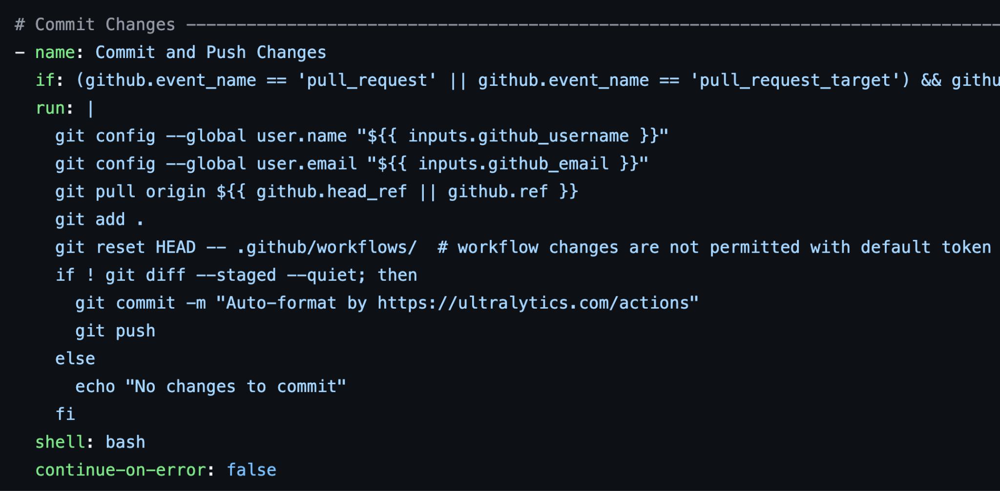 # Commit Changes --------------------------------------------------------------------------------
- name: Commit and Push Changes
if: (github.event_name == 'pull_request' || github.event_name == 'pull_request_target') && githu
run: |
git config --global user.name "${{ inputs.github_username }}"
git config --global user.email "${{ inputs.github_email }}"
git pull origin ${{ github.head_ref || github.ref }}
git add .
git reset HEAD -- .github/workflows/  # workflow changes are not permitted with default token
if ! git diff --staged --quiet; then
git commit -m "Auto-format by https://ultralytics.com/actions"
git push
else
echo "No changes to commit"
fi
shell: bash
continue-on-error: false